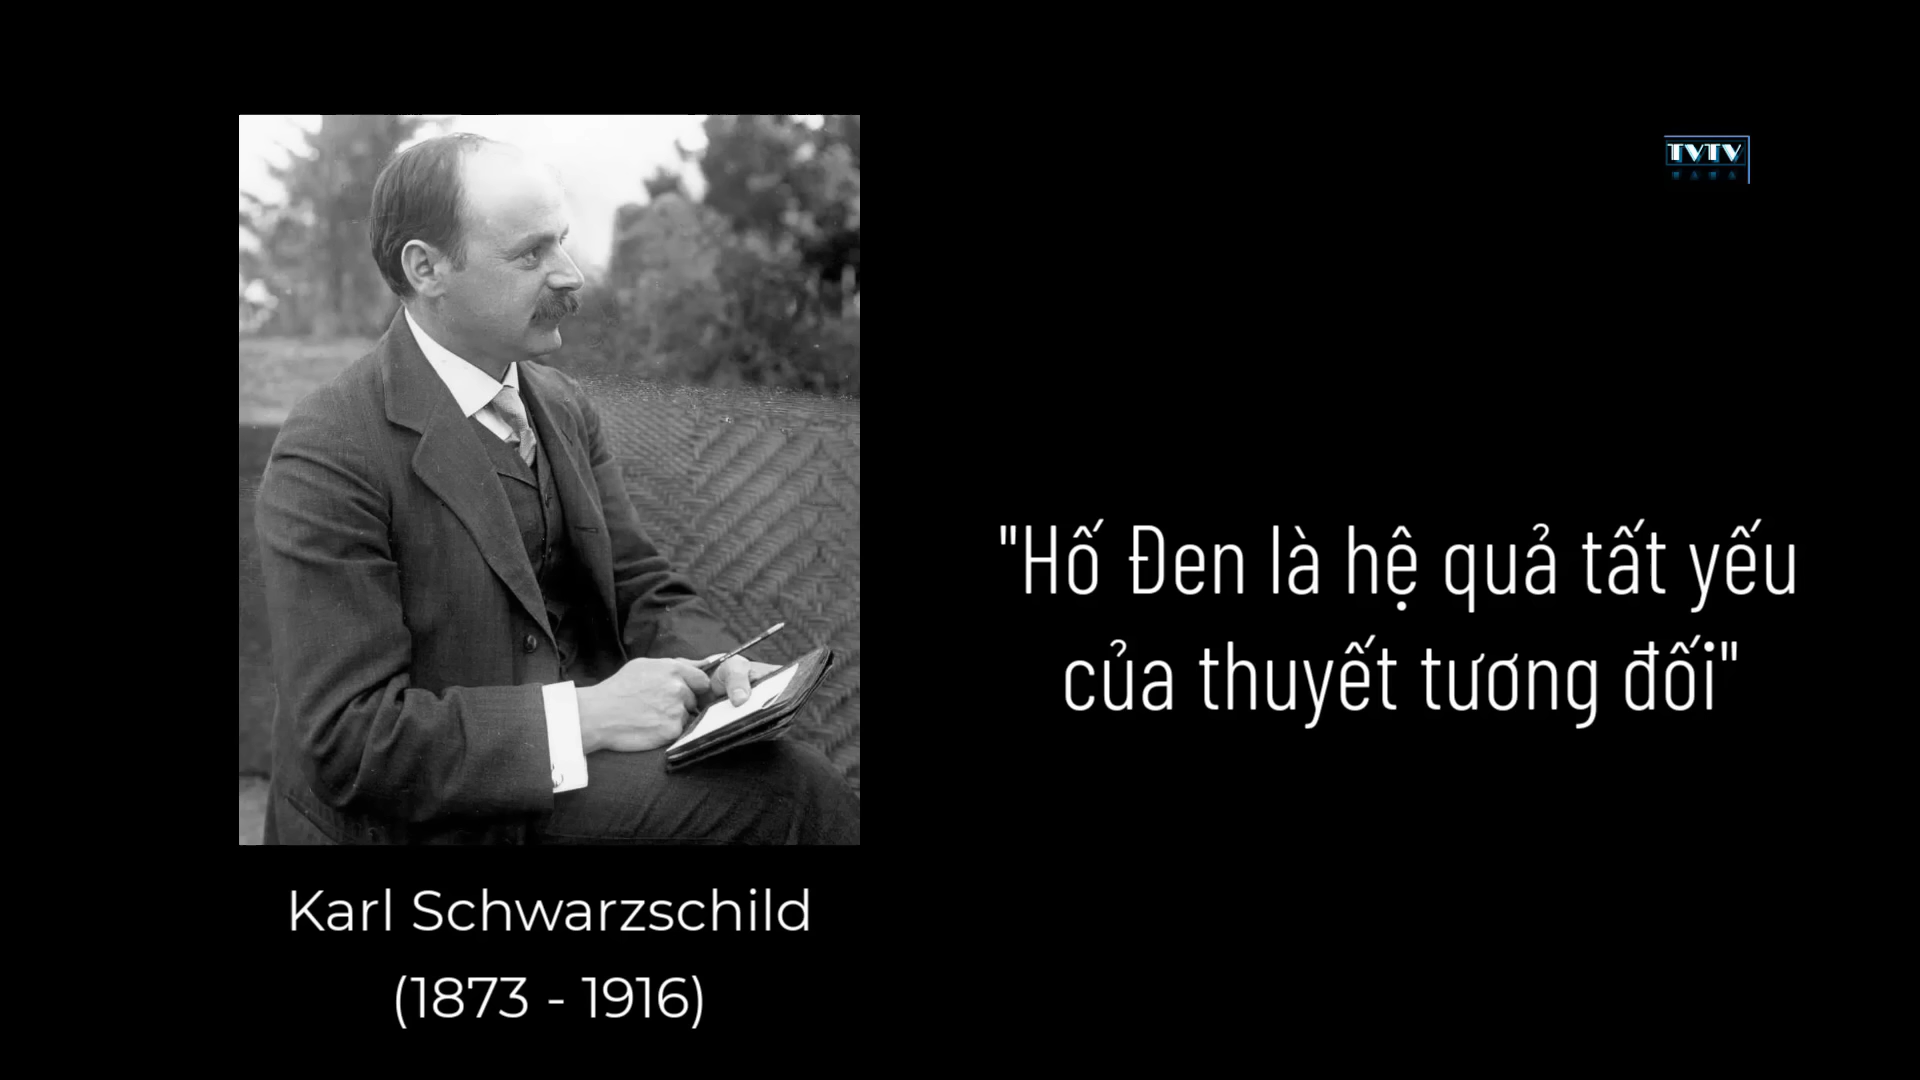 TVTV
"Hố Đen là hệ quả tất yếu
của thuyết tương đối"
Karl Schwarzschild
(1873 - 1916)